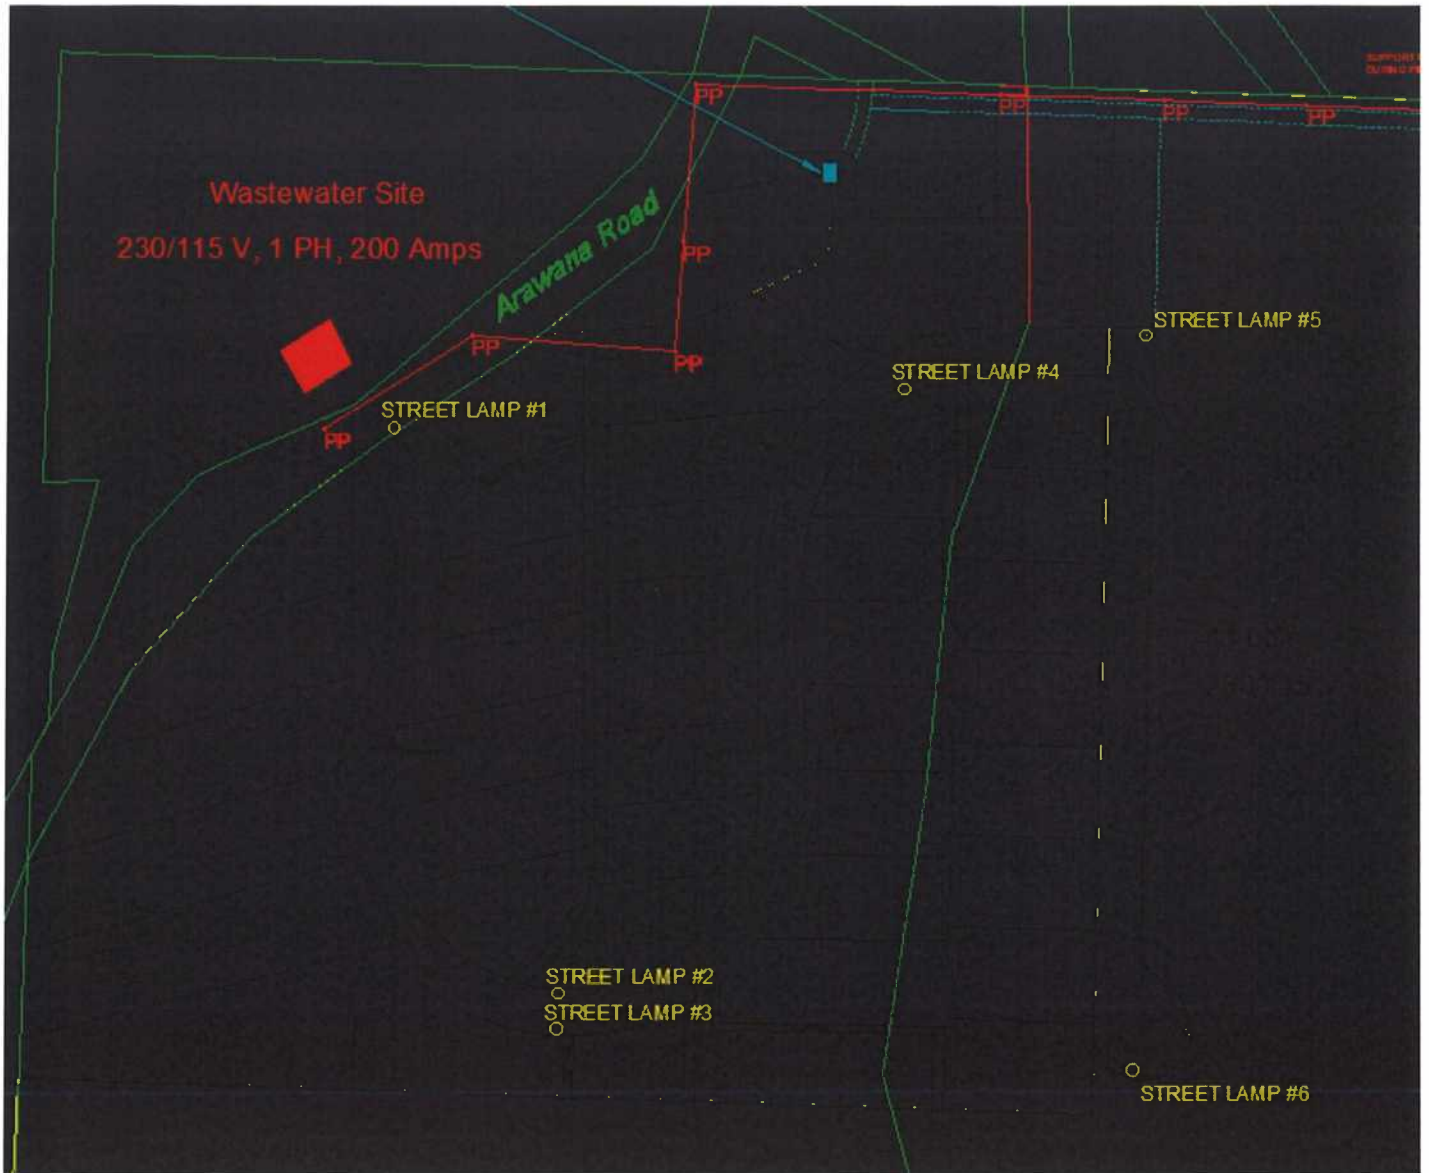 SUPPORT
PP
PP
PP
PP
Wastewater Site
230/115 V, 1 PH, 200 Amps
Arawana Road
PP
STREET LAMP #5
PP
PP
STREET LAMP #4
STREET LAMP #1
PP
STREET LAMP #2
STREET LAMP #3
STREET LAMP #6